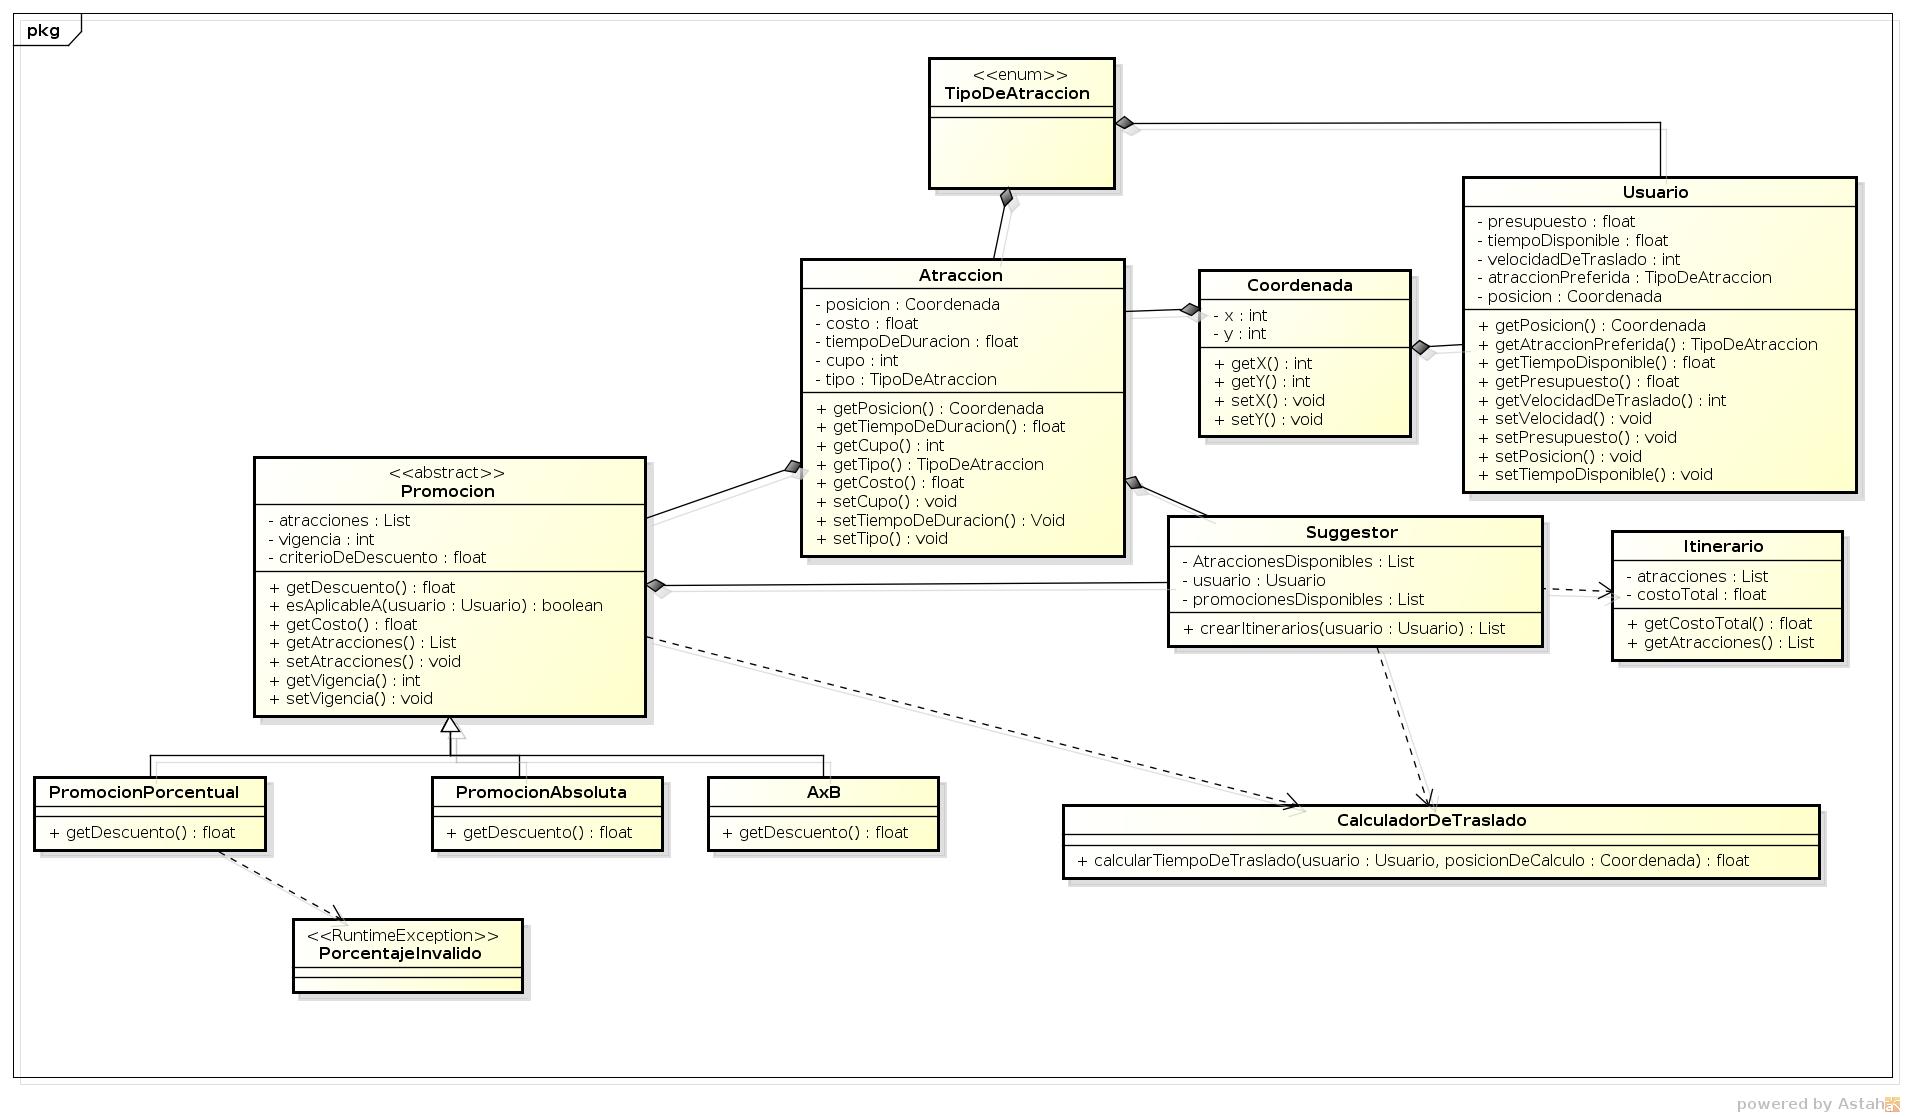 pkg
<<enum>>
TipoDeAtraccion
Usuario
- presupuesto : float
- tiempoDisponible : float
- velocidadDeTraslado : int
- atraccionPreferida : TipoDeAtraccion
- posicion : Coordenada
+ getPosicion() : Coordenada
+ getAtraccionPreferida() : TipoDeAtraccion
+ getTiempoDisponible() : float
+ getPresupuesto() : float
+ getVelocidadDeTraslado() : int
+ setVelocidad() : void
+ setPresupuesto() : void
+ setPosicion() : void
+ setTiempoDisponible() : void
Atraccion
- posicion : Coordenada
- costo : float
- tiempoDeDuracion : float
- cupo : int
- tipo : TipoDeAtraccion
+ getPosicion() : Coordenada
+ getTiempoDeDuracion() : float
+ getCupo() : int
+ getTipo() : TipoDeAtraccion
+ getCosto() : float
+ setCupo() : void
+ setTiempoDeDuracion() : Void
+ setTipo() : void
Coordenada
- x : int
- y : int
+ getX() : int
+ getY() : int
+ setX() : void
+ setY() : void
<<abstract>>
Promocion
- atracciones : List
- vigencia : int
- criterioDeDescuento : float
+ getDescuento() : float
+ esAplicableA(usuario : Usuario) : boolean
+ getCosto() : float
+ getAtracciones() : List
+ setAtracciones() : void
+ getVigencia() : int
+ setVigencia() : void
Suggestor
- AtraccionesDisponibles : List
- usuario : Usuario
- promocionesDisponibles : List
+ crearItinerarios(usuario : Usuario) : List
Itinerario
- atracciones : List
- costoTotal : float
+ getCostoTotal() : float
+ getAtracciones() : List
PromocionPorcentual
+ getDescuento() : float
PromocionAbsoluta
+ getDescuento() : float
AxB
+ getDescuento() : float
CalculadorDeTraslado
+ calcularTiempoDeTraslado(usuario : Usuario, posicionDeCalculo : Coordenada) : float
<<RuntimeException>>
PorcentajeInvalido
powered by Astah